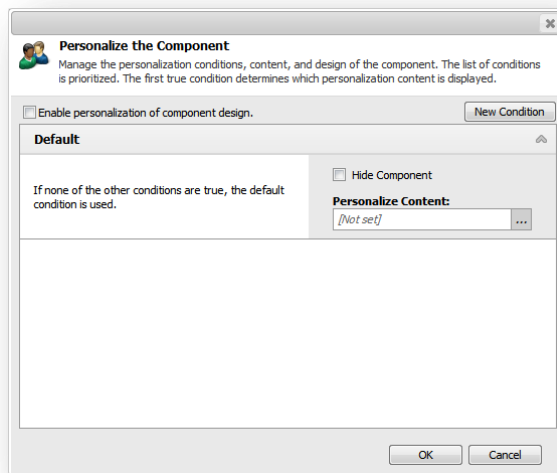 Personalize the Component
Manage the personalization conditions, content, and design of the component. The list of conditions
is prioritized. The first true condition determines which personalization content is displayed.
Enable personalization of component design.
New Condition
Default
Hide Component
If none of the other conditions are true, the default
condition is used.
Personalize Content:
[Not set]
...
OK
Cancel